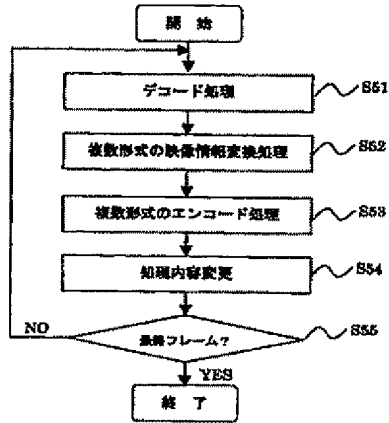 開 始
デコード処理
S51
複数形式の映像情報変換処理
S52
複数形式のエンコード処理
S53
処理内容変更
S54
最終フレーム?
S55
NO
YES
終 了